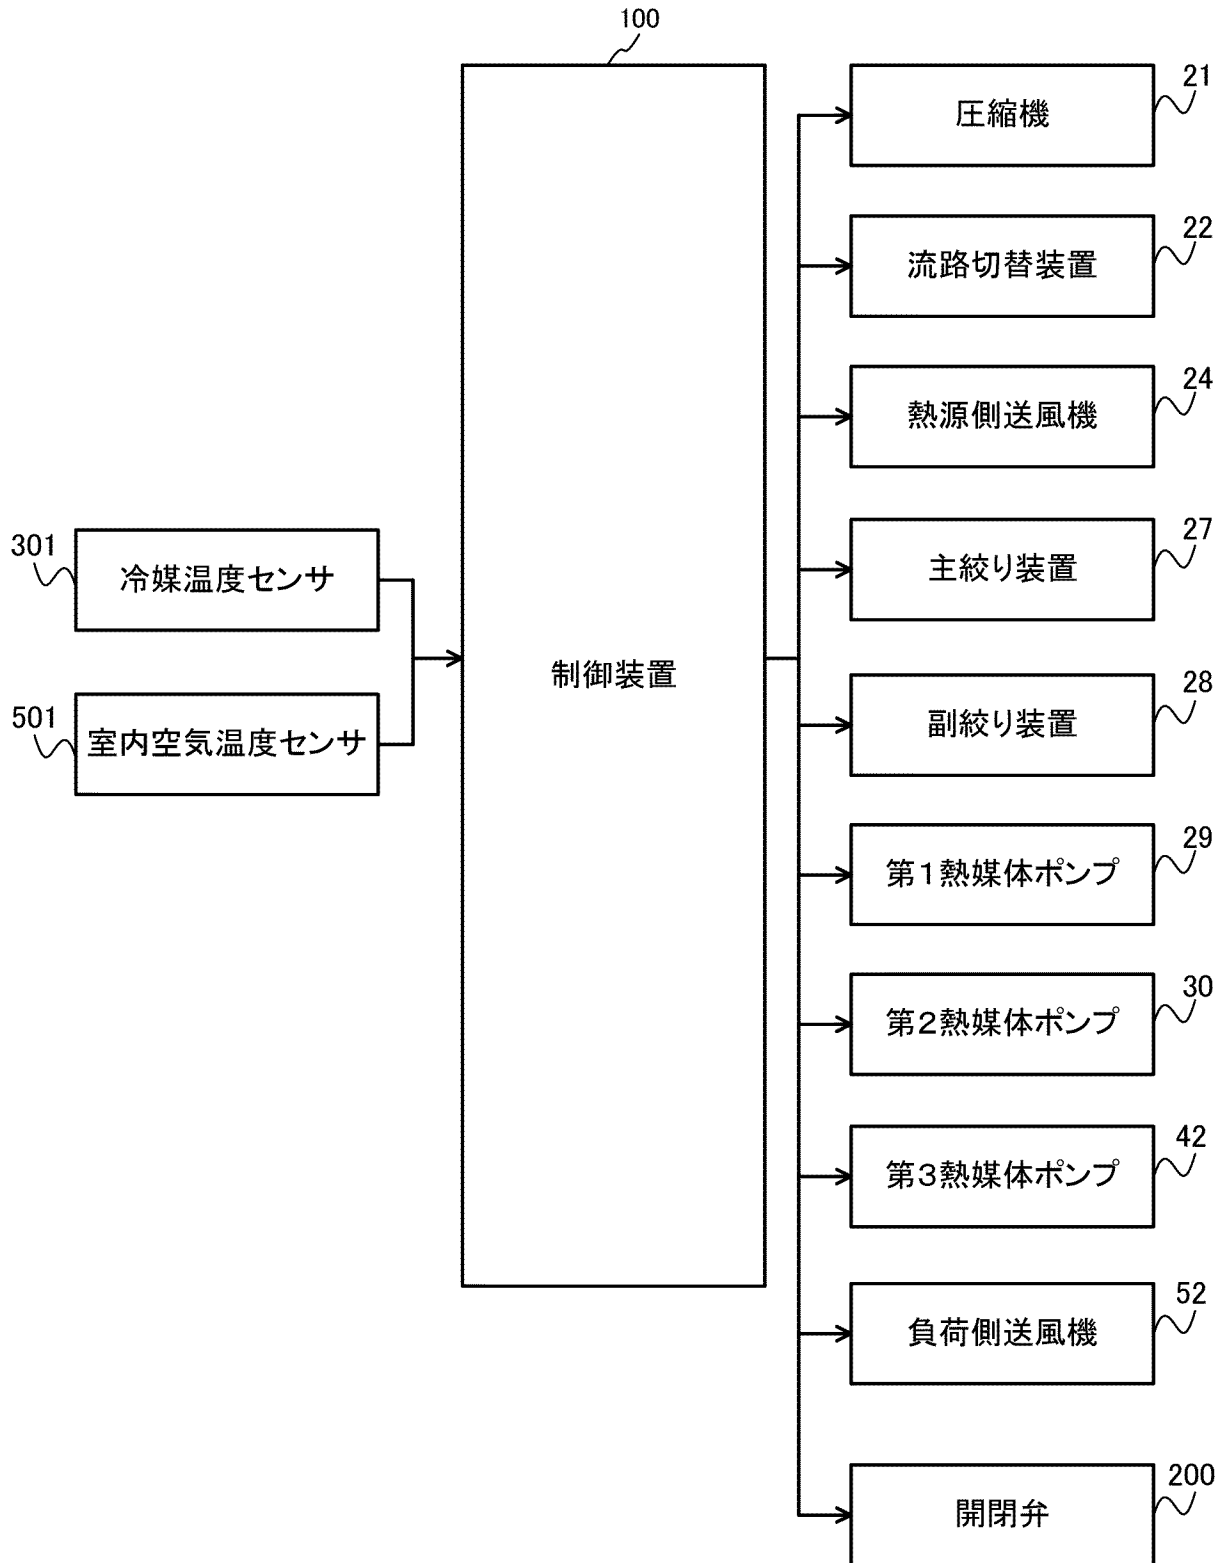 100
圧縮機
21
流路切替装置
22
熱源側送風機
24
301
冷媒温度センサ
主絞り装置
27
制御装置
501
室内空気温度センサ
副絞り装置
28
第1熱媒体ポンプ
29
第2熱媒体ポンプ
30
第3熱媒体ポンプ
42
負荷側送風機
52
開閉弁
200